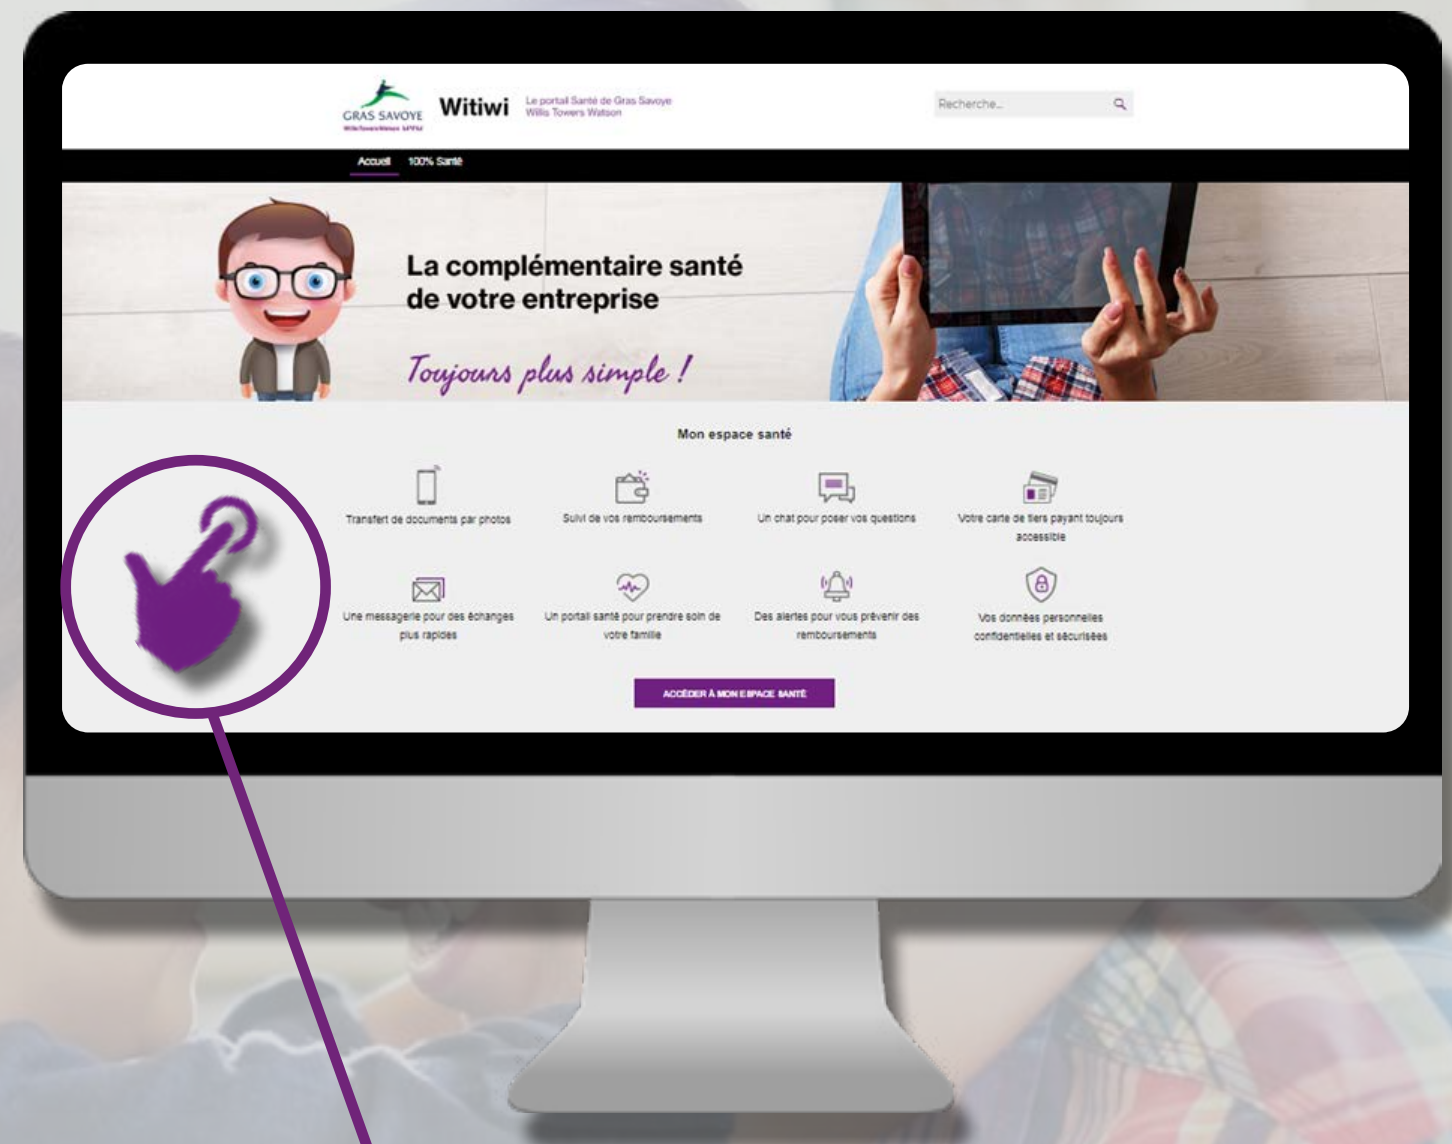 GRAS SAVOYE
Willis Towers Watson
Witiwi
Le portail Santé de Gras Savoye
Willis Towers Watson
Recherche...
Accueil 100% Santé
La complémentaire santé
de votre entreprise
Toujours plus simple !
Mon espace santé
Transfert de documents par photos
Suivi de vos remboursements
Un chat pour poser vos questions
Votre carte de tiers payant toujours
accessible
Une messagerie pour des échanges
plus rapides
Un portail santé pour prendre soin de
votre famille
Des alertes pour vous prévenir des
remboursements
Vos données personnelles
confidentielles et sécurisées
ACCÉDER À MON ESPACE SANTÉ